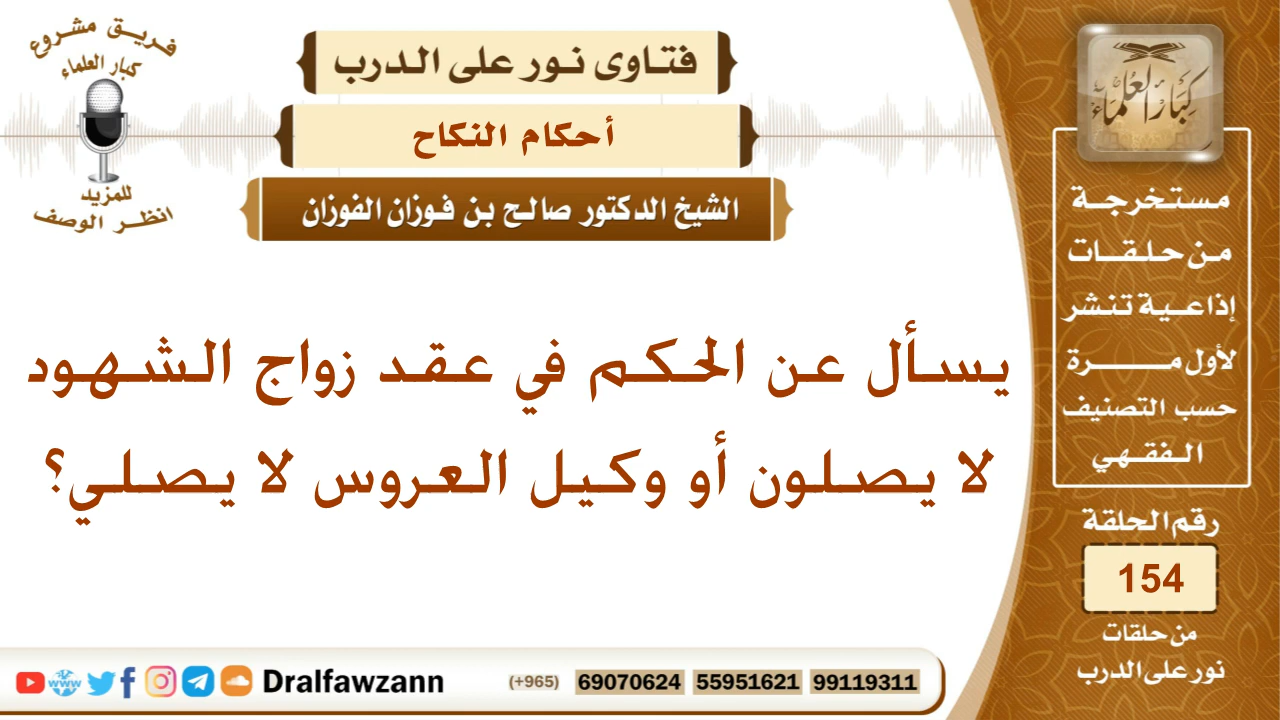 فريق مشروع
كبار العلماء
للمزيد
انظر الوصف
فتاوى نور على الدرب
أحكام النكاح
الشيخ الدكتور صالح بن فوزان الفوزان
يسأل عن الحكم في عقد زواج الشهود
لا يصلون أو وكيل العروس لا يصلي؟
كبار العلماء
مستخرجة
من حلقات
إذاعية تنشر
لأول مرة
حسب التصنيف
الفقهي
رقم الحلقة
154
من حلقات
نور على الدرب
www Dralfawzann (+965) 69070624 55951621 99119311